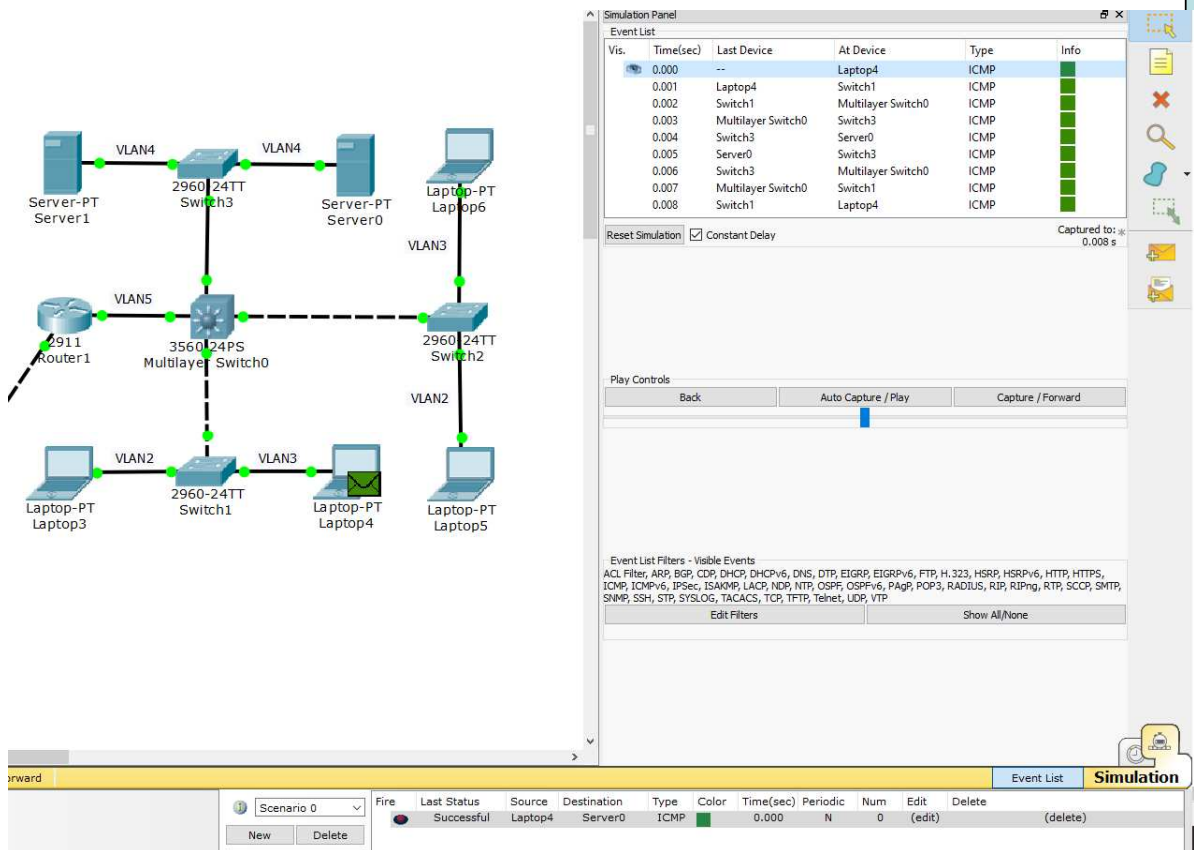 Simulation Panel
Event List
Vis. Time(sec) Last Device At Device Type Info
0.000 -- Laptop4 ICMP
0.001 Laptop4 Switch1 ICMP
0.002 Switch1 Multilayer Switch0 ICMP
0.003 Multilayer Switch0 Switch3 ICMP
0.004 Switch3 Server0 ICMP
0.005 Server0 Switch3 ICMP
0.006 Switch3 Multilayer Switch0 ICMP
0.007 Multilayer Switch0 Switch1 ICMP
0.008 Switch1 Laptop4 ICMP
Reset Simulation Constant Delay Captured to: *
0.008 s
Play Controls
Back Auto Capture / Play Capture / Forward
Event List Filters - Visible Events
ACL Filter, ARP, BGP, CDP, DHCP, DHCPv6, DNS, DTP, EIGRP, EIGRPv6, FTP, H.323, HSRP, HSRPv6, HTTP, HTTPS,
ICMP, ICMPv6, IPSec, ISAKMP, LACP, NDP, NTP, OSPF, OSPFv6, PAgP, POP3, RADIUS, RIP, RIPng, RTP, SCCP, SMTP,
SNMP, SSH, STP, SYSLOG, TACACS, TCP, TFTP, Telnet, UDP, VTP
Edit Filters Show All/None
VLAN4 VLAN4
Server-PT
Server1
2960-24TT
Switch3
Server-PT
Server0
Laptop-PT
Laptop6
VLAN3
VLAN5
2911
Router1
3560-24PS
Multilayer Switch0
2960-24TT
Switch2
VLAN2
VLAN2 VLAN3
Laptop-PT
Laptop3
2960-24TT
Switch1
Laptop-PT
Laptop4
Laptop-PT
Laptop5
orward Event List Simulation
Scenario 0
New Delete
Fire Last Status Source Destination Type Color Time(sec) Periodic Num Edit Delete
Successful Laptop4 Server0 ICMP 0.000 N 0 (edit) (delete)